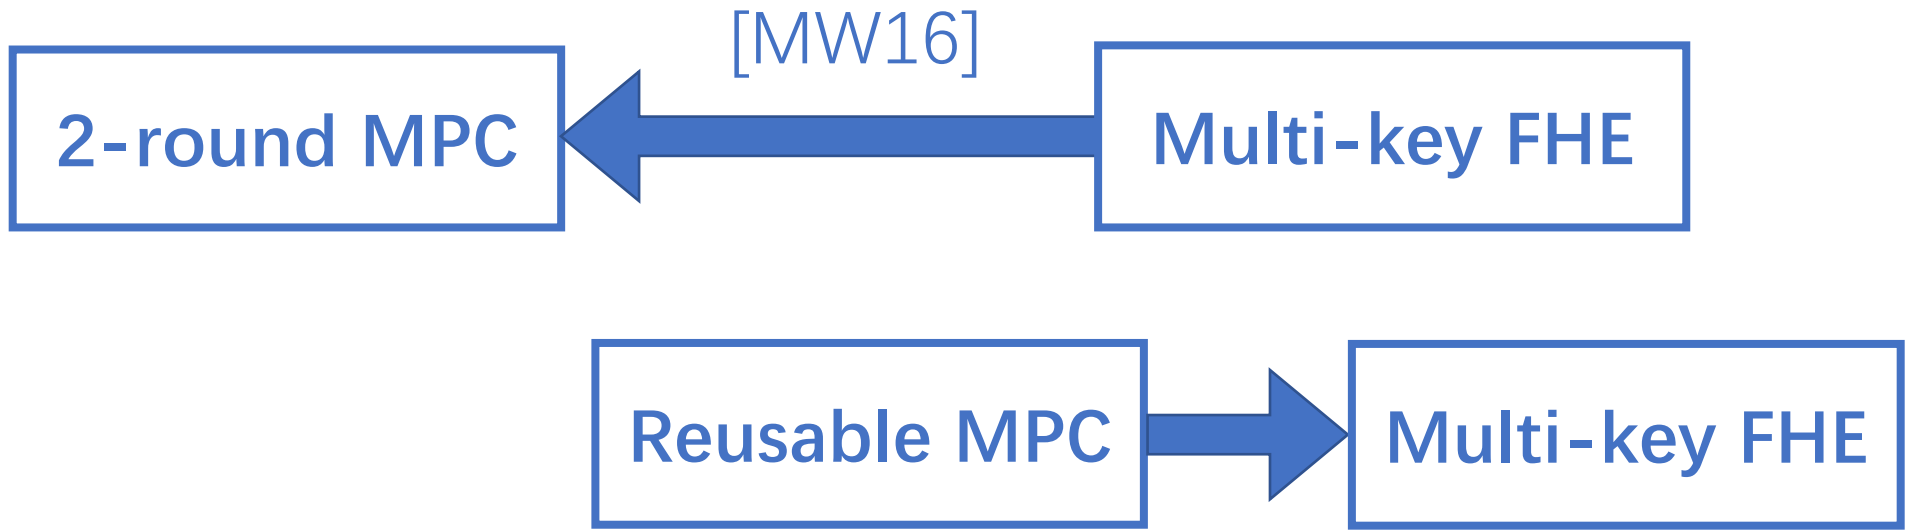 [MW16]
2-round MPC
Multi-key FHE
Reusable MPC
Multi-key FHE